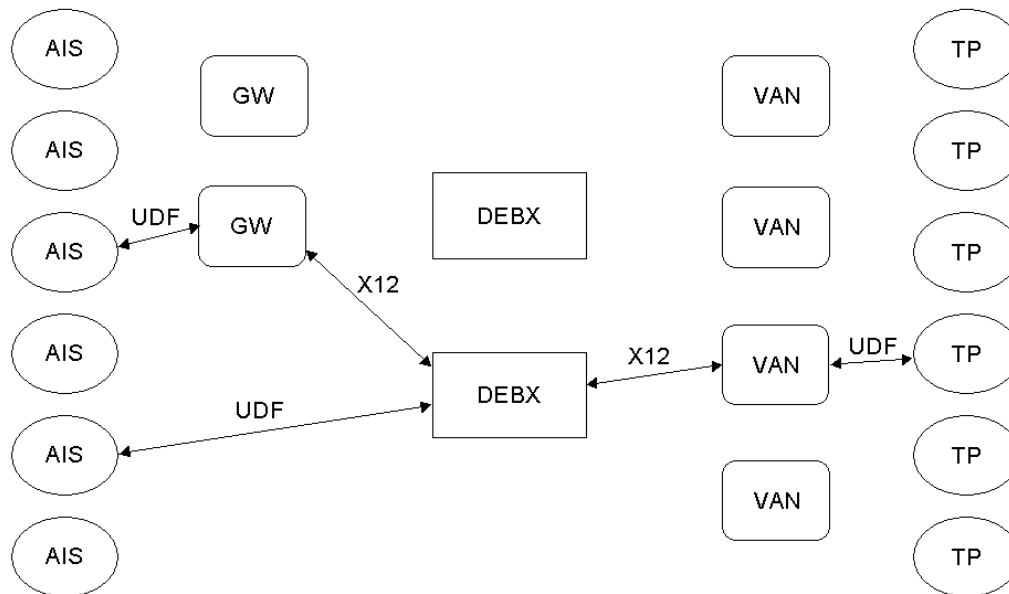 AIS
TP
GW
VAN
AIS
TP
DEBX
UDF
GW
VAN
AIS
TP
X12
AIS
X12
VAN
UDF
TP
DEBX
UDF
AIS
TP
VAN
AIS
TP